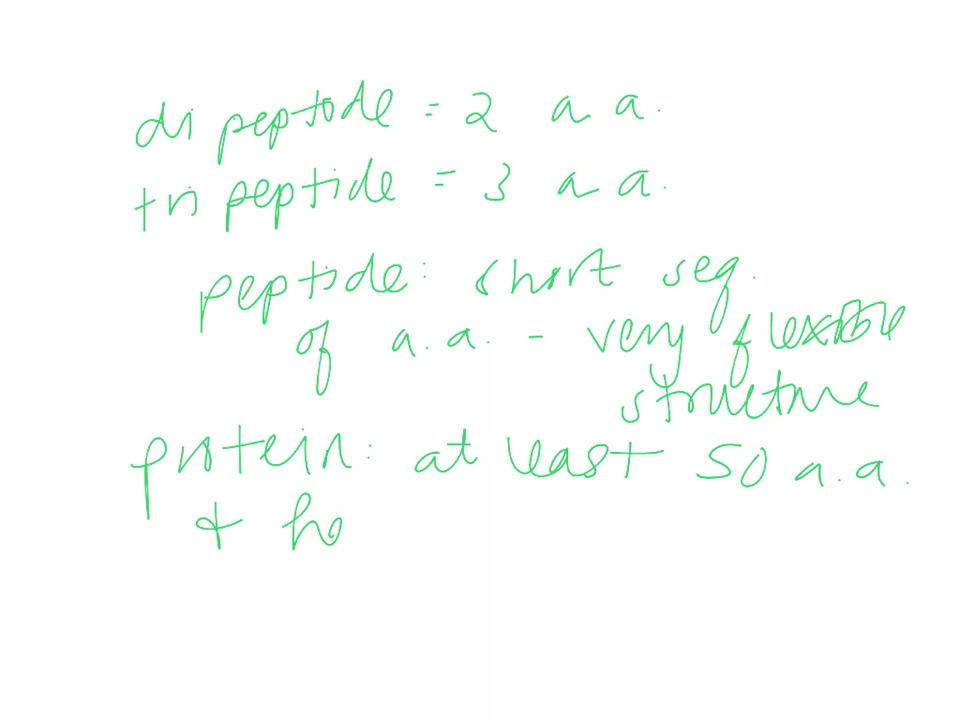 di peptide = 2 a a.
tri peptide = 3 a a.
peptide: short seq.
of a.a. - very flexible
structure
protein: at least 50 a.a.
+ ho